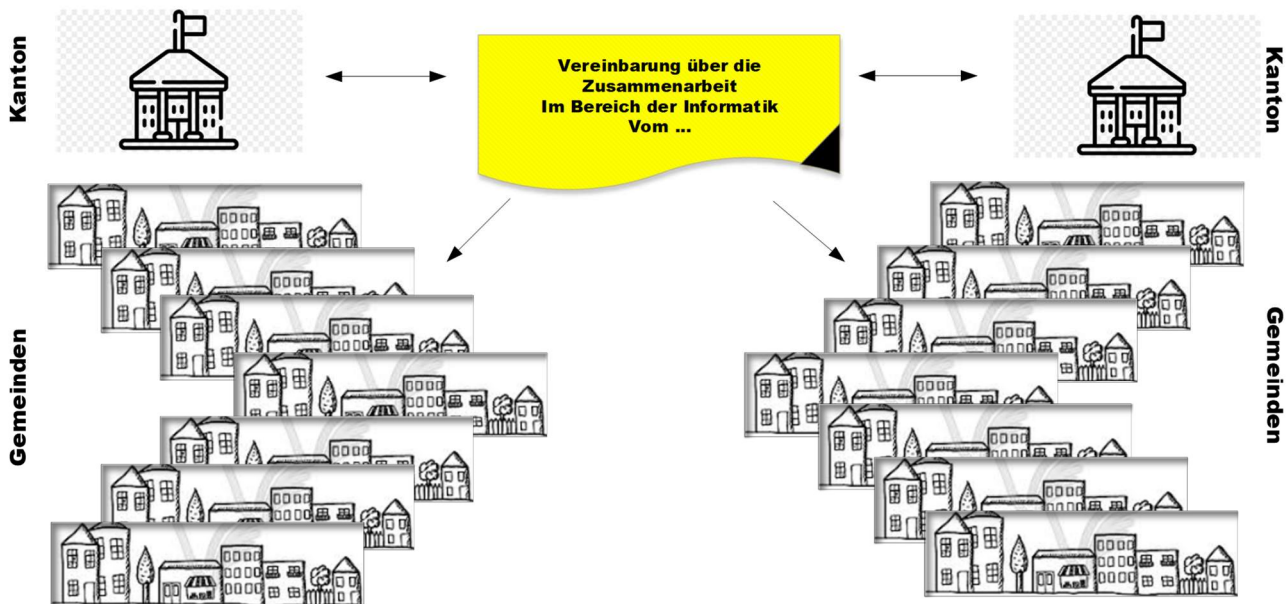 Kanton
Vereinbarung über die
Zusammenarbeit
Im Bereich der Informatik
Vom ...
Kanton
Gemeinden
Gemeinden